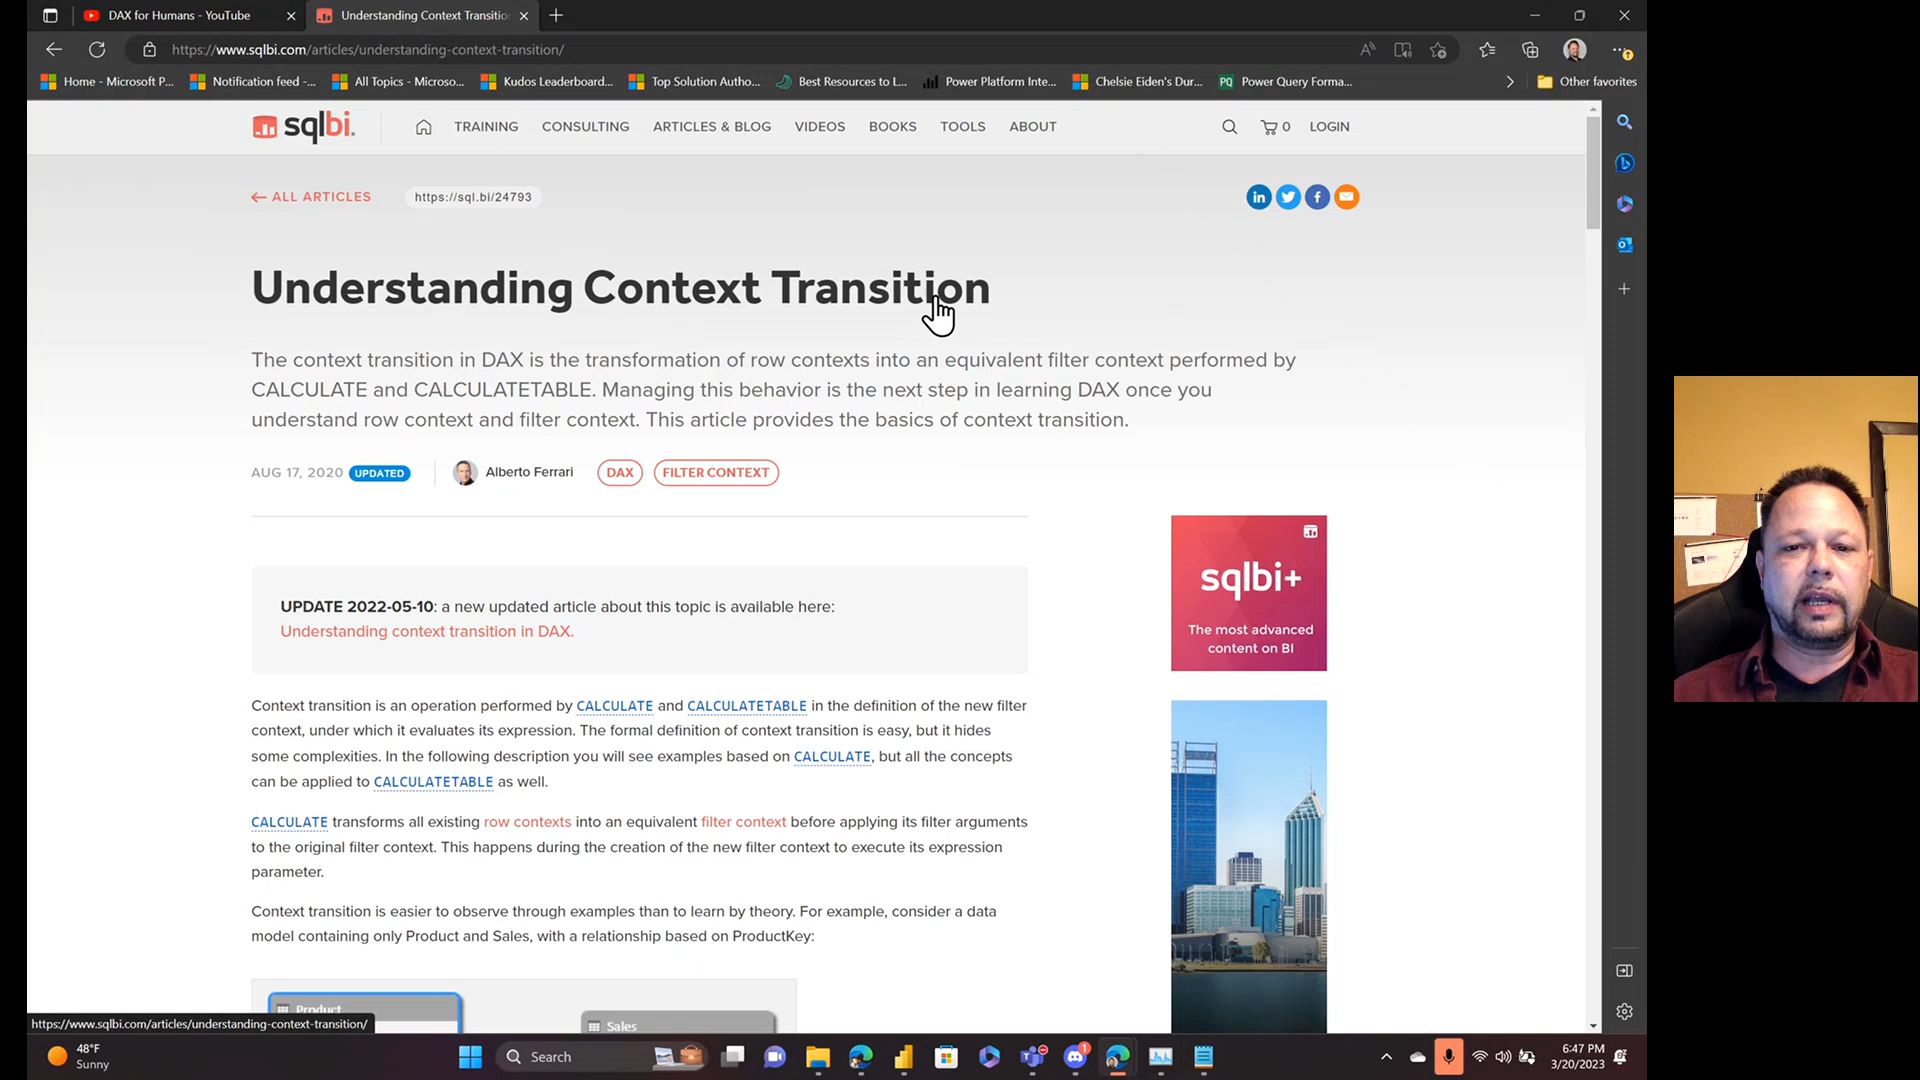 DAX for Humans - YouTube
Understanding Context Transitio
https://www.sqlbi.com/articles/understanding-context-transition/
Home - Microsoft P...
Notification feed -...
All Topics - Microso...
Kudos Leaderboard...
Top Solution Autho...
Best Resources to L...
Power Platform Inte...
Chelsie Eiden's Dur...
PQ Power Query Forma...
Other favorites
sqlbi.
TRAINING
CONSULTING
ARTICLES & BLOG
VIDEOS
BOOKS
TOOLS
ABOUT
0
LOGIN
ALL ARTICLES
https://sql.bi/24793
Understanding Context Transition
The context transition in DAX is the transformation of row contexts into an equivalent filter context performed by
CALCULATE and CALCULATETABLE. Managing this behavior is the next step in learning DAX once you
understand row context and filter context. This article provides the basics of context transition.
AUG 17, 2020 UPDATED Alberto Ferrari DAX FILTER CONTEXT
UPDATE 2022-05-10: a new updated article about this topic is available here:
Understanding context transition in DAX.
sqlbi+
The most advanced
content on BI
Context transition is an operation performed by CALCULATE and CALCULATETABLE in the definition of the new filter
context, under which it evaluates its expression. The formal definition of context transition is easy, but it hides
some complexities. In the following description you will see examples based on CALCULATE, but all the concepts
can be applied to CALCULATETABLE as well.
CALCULATE transforms all existing row contexts into an equivalent filter context before applying its filter arguments
to the original filter context. This happens during the creation of the new filter context to execute its expression
parameter.
Context transition is easier to observe through examples than to learn by theory. For example, consider a data
model containing only Product and Sales, with a relationship based on ProductKey:
Product
Sales
https://www.sqlbi.com/articles/understanding-context-transition/
48°F
Sunny
Search
1
6:47 PM
3/20/2023